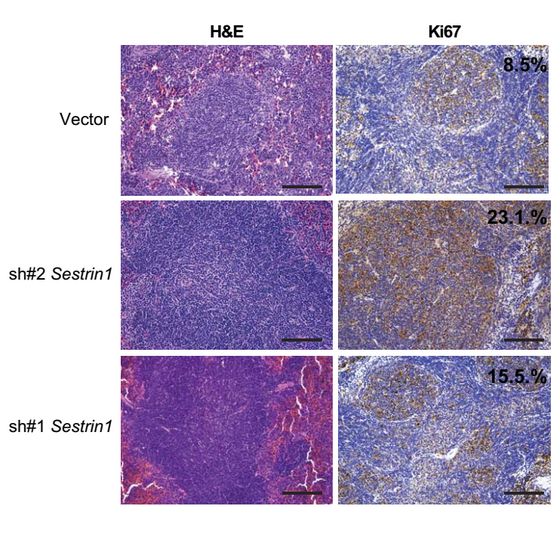 H&E Ki67
Vector 8.5%
sh#2 Sestrin1 23.1.%
sh#1 Sestrin1 15.5.%